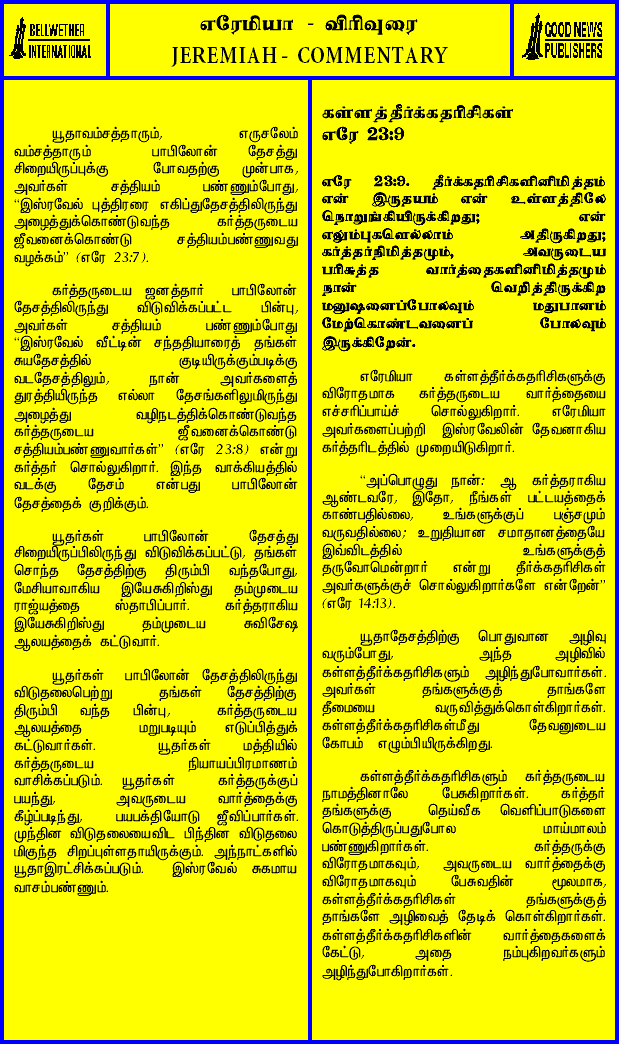 BELLWETHER
INTERNATIONAL
எரேமியா - விரிவுரை
JEREMIAH - COMMENTARY
GOOD NEWS
PUBLISHERS
யூதாவம்சத்தாரும், எருசலேம்
வம்சத்தாரும் பாபிலோன் தேசத்து
சிறையிருப்புக்கு போவதற்கு முன்பாக,
அவர்கள் சத்தியம் பண்ணும்போது,
“இஸ்ரவேல் புத்திரரை எகிப்துதேசத்திலிருந்து
அழைத்துக்கொண்டுவந்த கர்த்தருடைய
ஜீவனைக்கொண்டு சத்தியம்பண்ணுவது
வழக்கம்” (எரே 23:7).
கர்த்தருடைய ஜனத்தார் பாபிலோன்
தேசத்திலிருந்து விடுவிக்கப்பட்ட பின்பு,
அவர்கள் சத்தியம் பண்ணும்போது
“இஸ்ரவேல் வீட்டின் சந்ததியாரைத் தங்கள்
சுயதேசத்தில் குடியிருக்கும்படிக்கு
வடதேசத்திலும், நான் அவர்களைத்
துரத்தியிருந்த எல்லா தேசங்களிலுமிருந்து
அழைத்து வழிநடத்திக்கொண்டுவந்த
கர்த்தருடைய ஜீவனைக்கொண்டு
சத்தியம்பண்ணுவார்கள்” (எரே 23:8) என்று
கர்த்தர் சொல்லுகிறார். இந்த வாக்கியத்தில்
வடக்கு தேசம் என்பது பாபிலோன்
தேசத்தைக் குறிக்கும்.
யூதர்கள் பாபிலோன் தேசத்து
சிறையிருப்பிலிருந்து விடுவிக்கப்பட்டு, தங்கள்
சொந்த தேசத்திற்கு திரும்பி வந்தபோது,
மேசியாவாகிய இயேசுகிறிஸ்து தம்முடைய
ராஜ்யத்தை ஸ்தாபிப்பார். கர்த்தராகிய
இயேசுகிறிஸ்து தம்முடைய சுவிசேஷ
ஆலயத்தைக் கட்டுவார்.
யூதர்கள் பாபிலோன் தேசத்திலிருந்து
விடுதலைபெற்று தங்கள் தேசத்திற்கு
திரும்பி வந்த பின்பு, கர்த்தருடைய
ஆலயத்தை மறுபடியும் எடுப்பித்துக்
கட்டுவார்கள். யூதர்கள் மத்தியில்
கர்த்தருடைய நியாயப்பிரமாணம்
வாசிக்கப்படும். யூதர்கள் கர்த்தருக்குப்
பயந்து, அவருடைய வார்த்தைக்கு
கீழ்ப்படிந்து, பயபக்தியோடு ஜீவிப்பார்கள்.
முந்தின விடுதலையைவிட பிந்தின விடுதலை
மிகுந்த சிறப்புள்ளதாயிருக்கும். அந்நாட்களில்
யூதாஇரட்சிக்கப்படும். இஸ்ரவேல் சுகமாய்
வாசம்பண்ணும்.
கள்ளத்தீர்க்கதரிசிகள்
எரே 23:9
எரே 23:9. தீர்க்கதரிசிகளினிமித்தம்
என் இருதயம் என் உள்ளத்திலே
நொறுங்கியிருக்கிறது; என்
எலும்புகளெல்லாம் அதிருகிறது;
கர்த்தர்நிமித்தமும், அவருடைய
பரிசுத்த வார்த்தைகளினிமித்தமும்
நான் வெறித்திருக்கிற
மனுஷனைப்போலவும் மதுபானம்
மேற்கொண்டவனைப் போலவும்
இருக்கிறேன்.
எரேமியா கள்ளத்தீர்க்கதரிசிகளுக்கு
விரோதமாக கர்த்தருடைய வார்த்தையை
எச்சரிப்பாய்ச் சொல்லுகிறார். எரேமியா
அவர்களைப்பற்றி இஸ்ரவேலின் தேவனாகிய
கர்த்தரிடத்தில் முறையிடுகிறார்.
“அப்பொழுது நான்: ஆ கர்த்தராகிய
ஆண்டவரே, இதோ, நீங்கள் பட்டயத்தைக்
காண்பதில்லை, உங்களுக்குப் பஞ்சமும்
வருவதில்லை; உறுதியான சமாதானத்தையே
இவ்விடத்தில் உங்களுக்குத்
தருவோமென்றார் என்று தீர்க்கதரிசிகள்
அவர்களுக்குச் சொல்லுகிறார்களே என்றேன்”
(எரே 14:13).
யூதாதேசத்திற்கு பொதுவான அழிவு
வரும்போது, அந்த அழிவில்
கள்ளத்தீர்க்கதரிசிகளும் அழிந்துபோவார்கள்.
அவர்கள் தங்களுக்குத் தாங்களே
தீமையை வருவித்துக்கொள்கிறார்கள்.
கள்ளத்தீர்க்கதரிசிகள்மீது தேவனுடைய
கோபம் எழும்பியிருக்கிறது.
கள்ளத்தீர்க்கதரிசிகளும் கர்த்தருடைய
நாமத்தினாலே பேசுகிறார்கள். கர்த்தர்
தங்களுக்கு தெய்வீக வெளிப்பாடுகளை
கொடுத்திருப்பதுபோல மாய்மாலம்
பண்ணுகிறார்கள். கர்த்தருக்கு
விரோதமாகவும், அவருடைய வார்த்தைக்கு
விரோதமாகவும் பேசுவதின் மூலமாக,
கள்ளத்தீர்க்கதரிசிகள் தங்களுக்குத்
தாங்களே அழிவைத் தேடிக் கொள்கிறார்கள்.
கள்ளத்தீர்க்கதரிசிகளின் வார்த்தைகளைக்
கேட்டு, அதை நம்புகிறவர்களும்
அழிந்துபோகிறார்கள்.